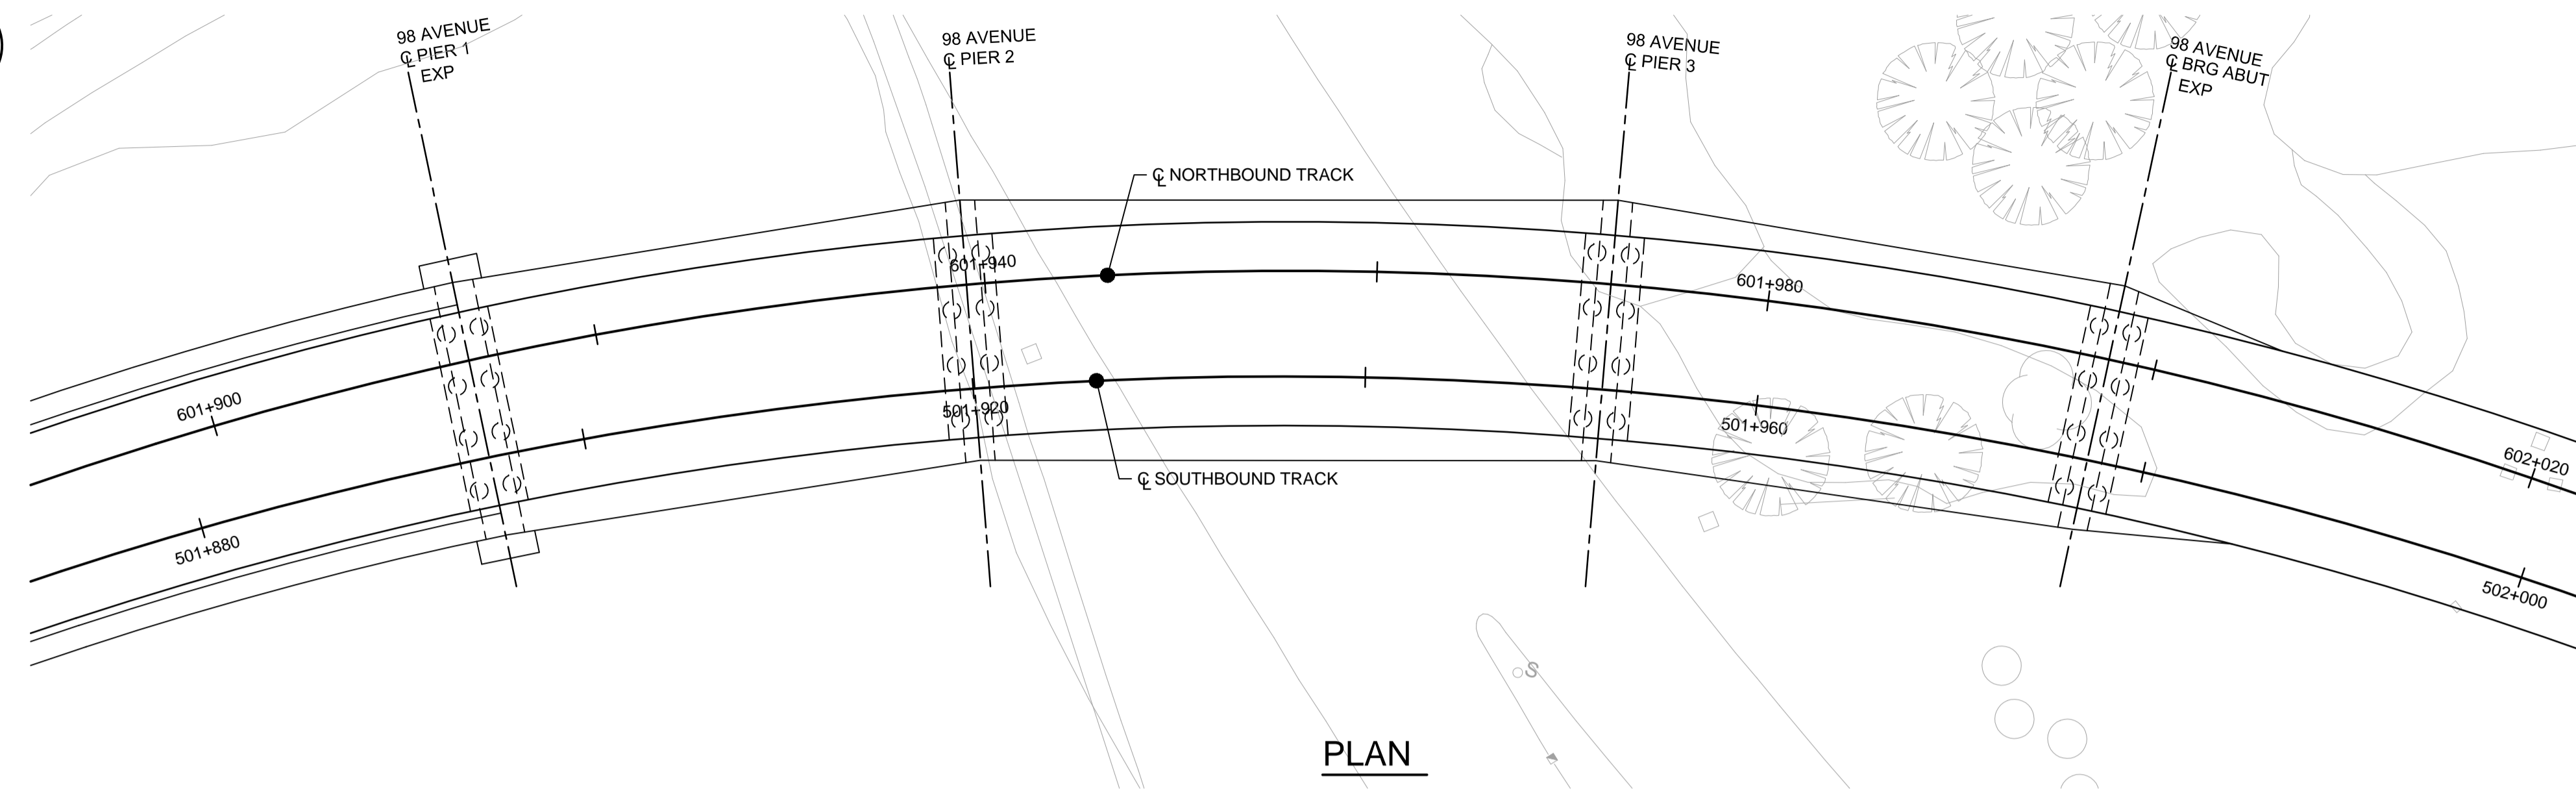 98 AVENUE
℄ PIER 1
EXP
98 AVENUE
℄ PIER 2
98 AVENUE
℄ PIER 3
98 AVENUE
℄ BRG ABUT
EXP
℄ NORTHBOUND TRACK
601+940
601+980
601+900
501+920
501+960
602+020
℄ SOUTHBOUND TRACK
501+880
502+000
S
PLAN